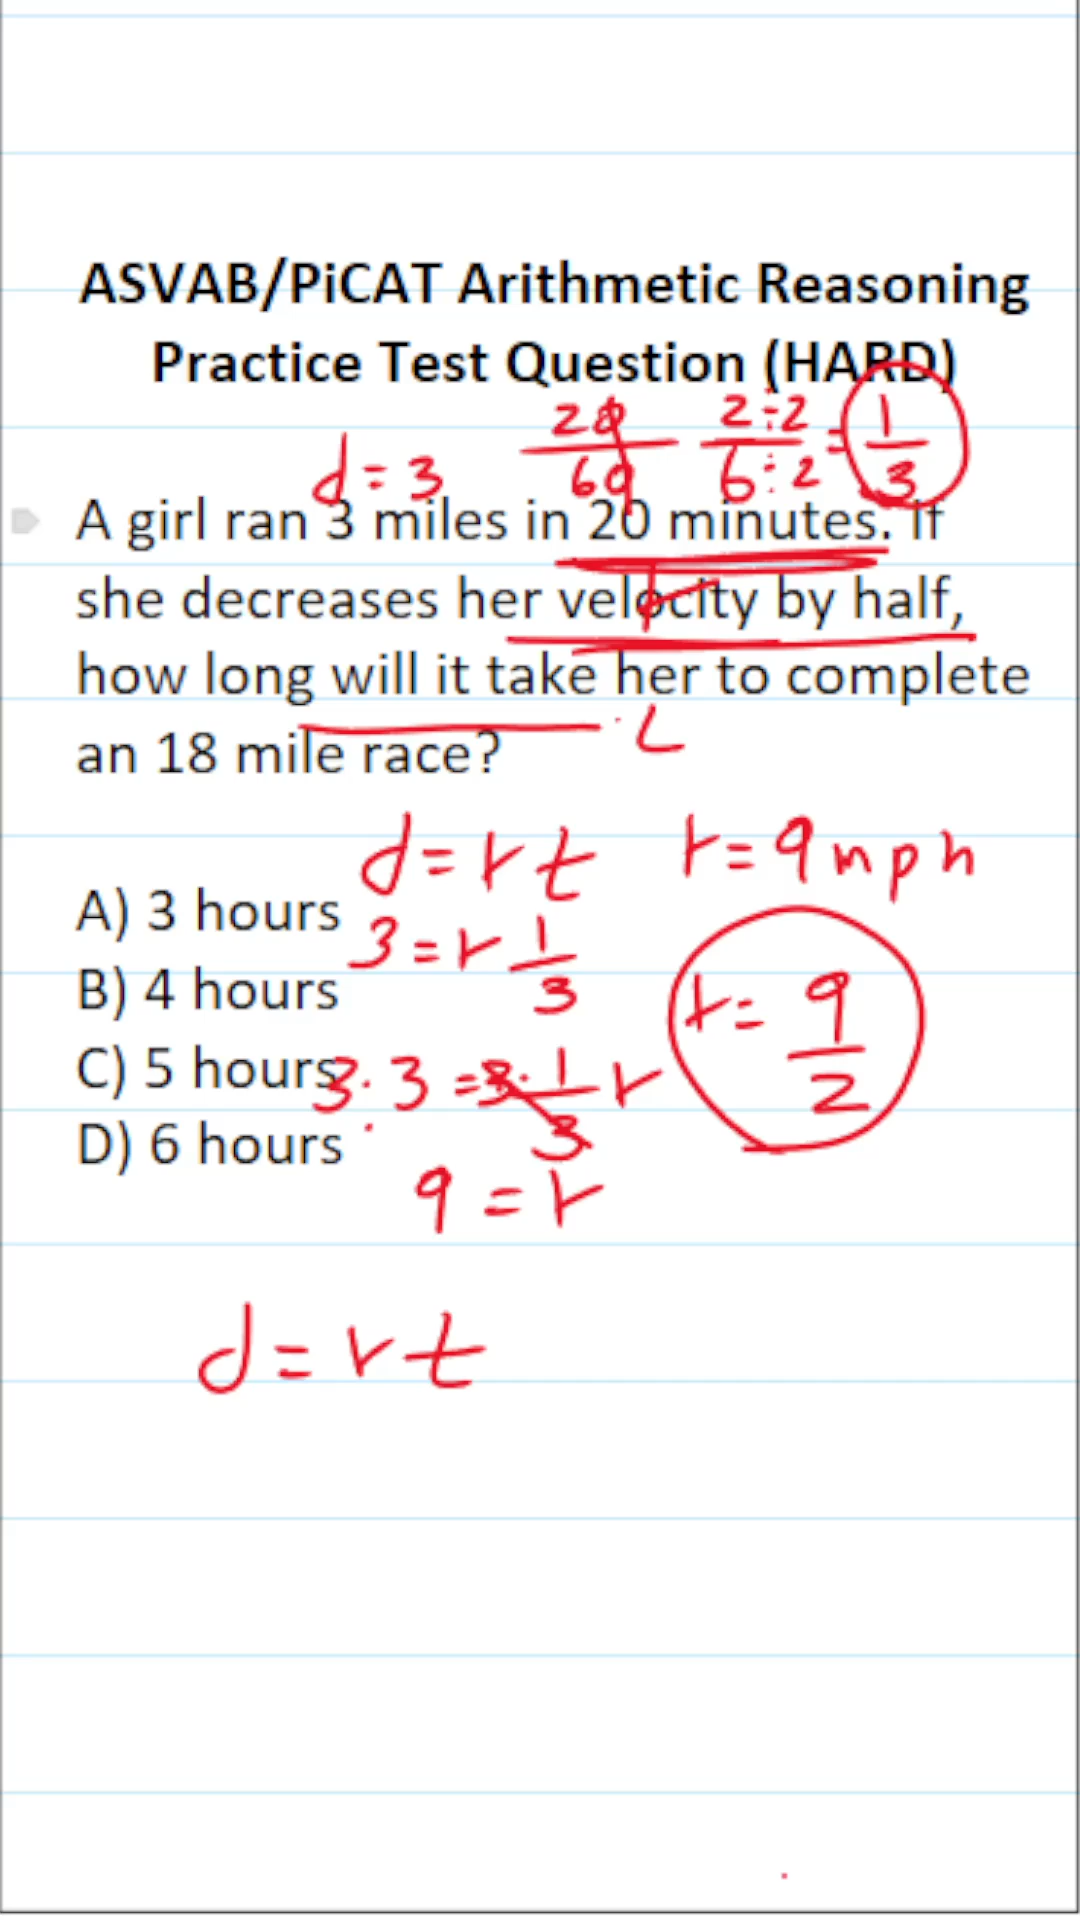 ASVAB/PiCAT Arithmetic Reasoning
Practice Test Question (HARD)
d=3 20/60 2÷2/6÷2 = 1/3
A girl ran 3 miles in 20 minutes. If
she decreases her velocity by half,
how long will it take her to complete
an 18 mile race?
d=rt r=9mph
A) 3 hours
3=r 1/3
B) 4 hours
r= 9/2
C) 5 hours
3·3=3·1/3 r
D) 6 hours
9=r
d=rt